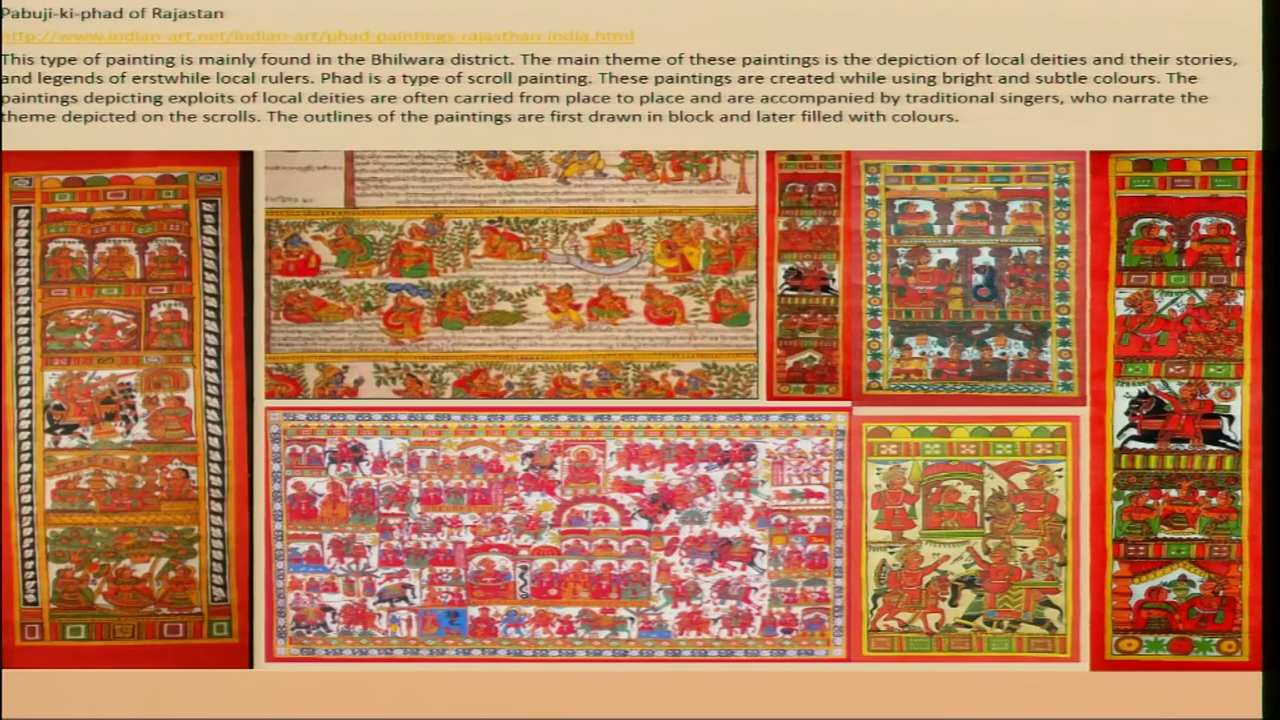 Pabuji-ki-phad of Rajastan
http://www.indian-art.net/indian-art/phad-paintings-rajasthan-india.html
This type of painting is mainly found in the Bhilwara district. The main theme of these paintings is the depiction of local deities and their stories,
and legends of erstwhile local rulers. Phad is a type of scroll painting. These paintings are created while using bright and subtle colours. The
paintings depicting exploits of local deities are often carried from place to place and are accompanied by traditional singers, who narrate the
theme depicted on the scrolls. The outlines of the paintings are first drawn in block and later filled with colours.